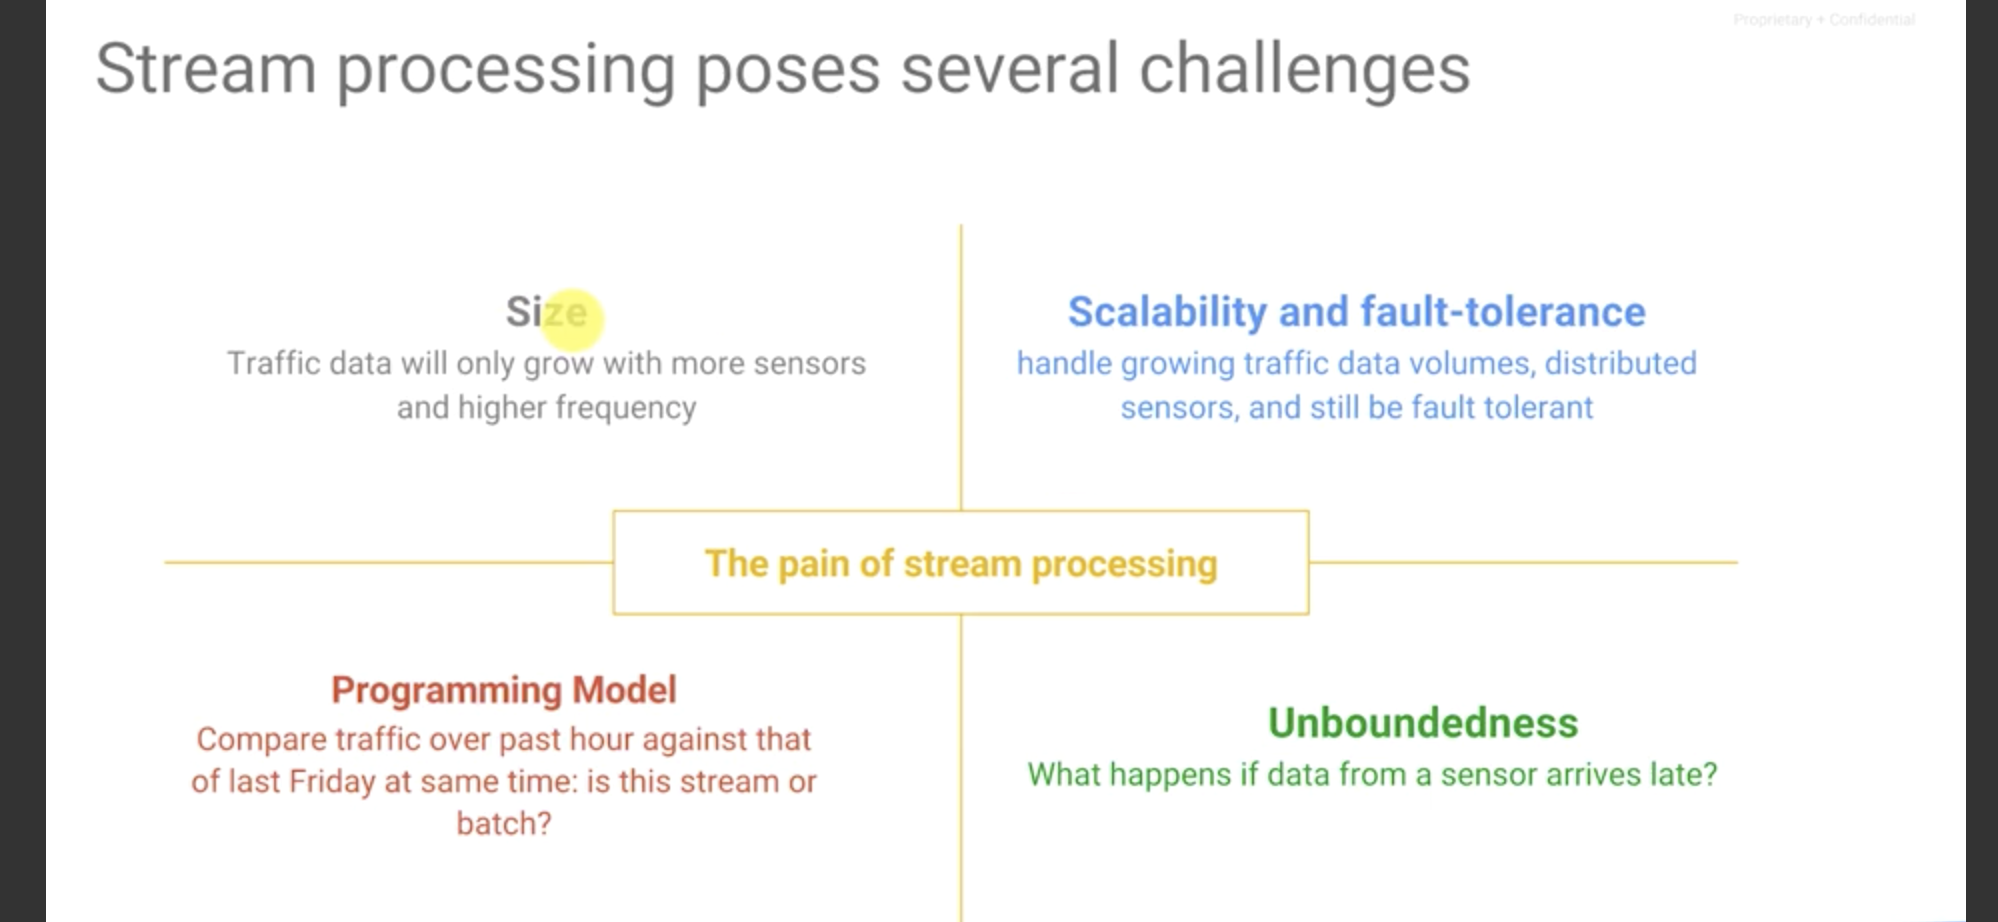 Proprietary + Confidential
Stream processing poses several challenges
Size
Traffic data will only grow with more sensors
and higher frequency
Scalability and fault-tolerance
handle growing traffic data volumes, distributed
sensors, and still be fault tolerant
The pain of stream processing
Programming Model
Compare traffic over past hour against that
of last Friday at same time: is this stream or
batch?
Unboundedness
What happens if data from a sensor arrives late?